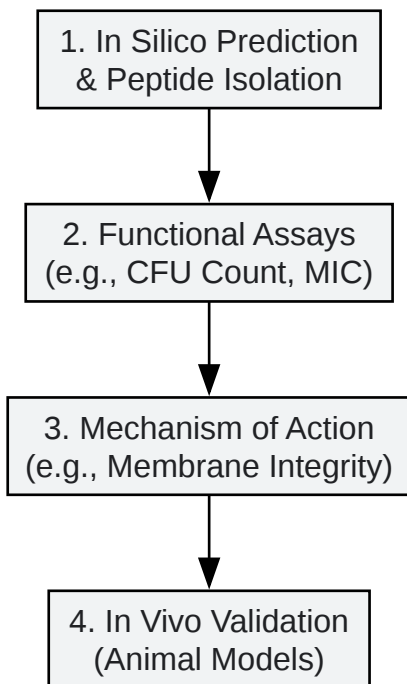 1. In Silico Prediction
& Peptide Isolation
2. Functional Assays
(e.g., CFU Count, MIC)
3. Mechanism of Action
(e.g., Membrane Integrity)
4. In Vivo Validation
(Animal Models)